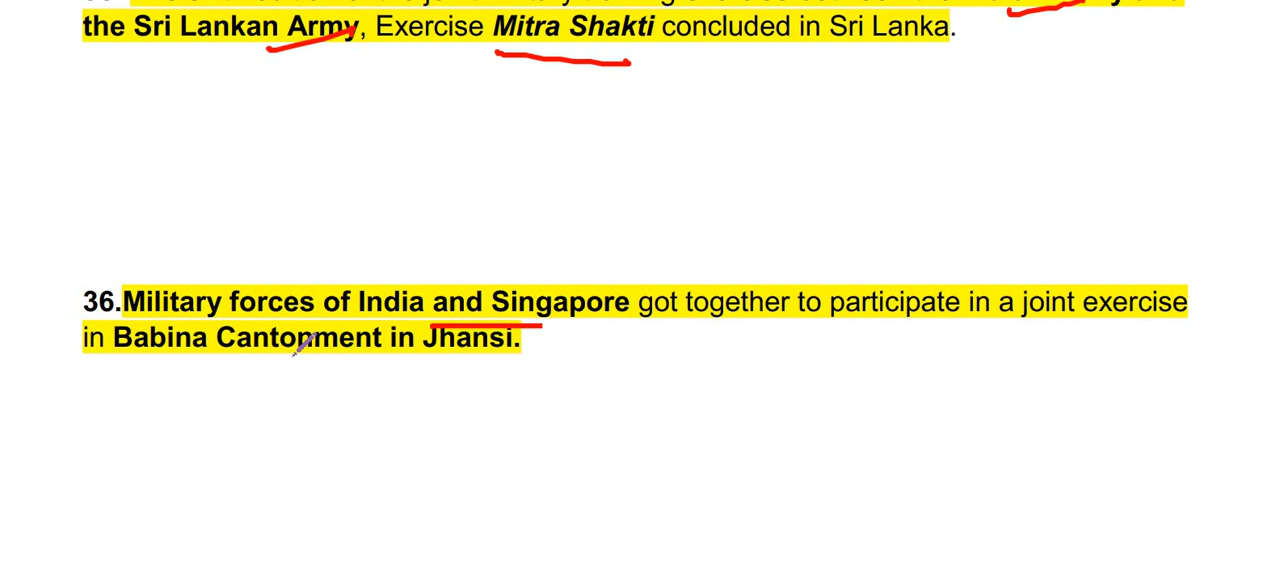 the Sri Lankan Army, Exercise Mitra Shakti concluded in Sri Lanka.
36.Military forces of India and Singapore got together to participate in a joint exercise
in Babina Cantonment in Jhansi.